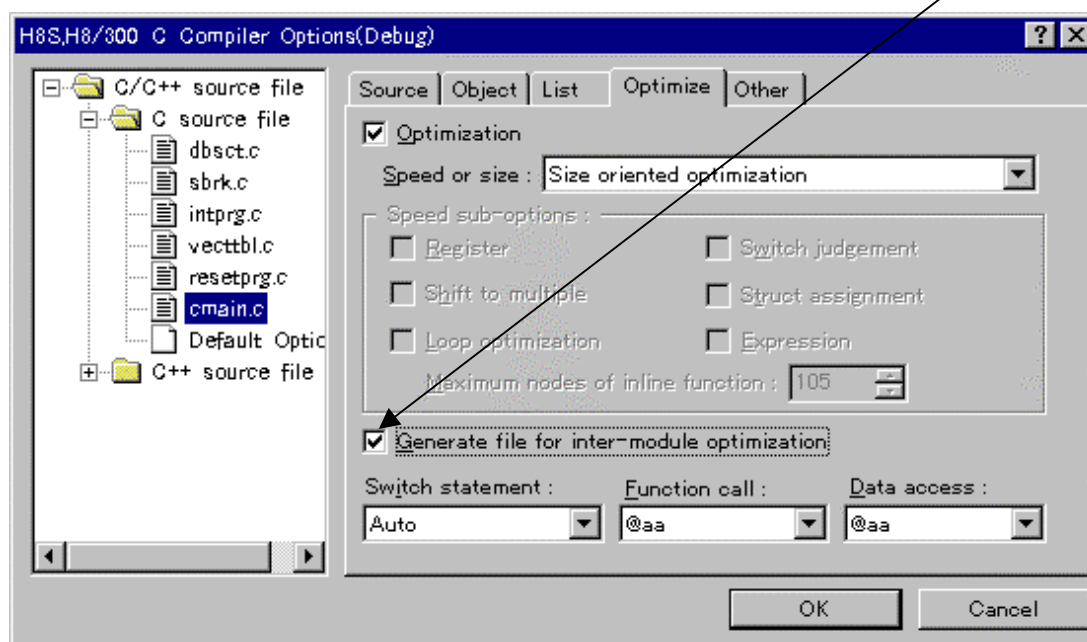 H8S,H8/300 C Compiler Options(Debug)
C/C++ source file
C source file
dbsct.c
sbrk.c
intprg.c
vecttbl.c
resetprg.c
cmain.c
Default Optic
C++ source file
Source Object List Optimize Other
Optimization
Speed or size : Size oriented optimization
Speed sub-options :
Register Switch judgement
Shift to multiple Struct assignment
Loop optimization Expression
Maximum nodes of inline function : 105
Generate file for inter-module optimization
Switch statement : Function call : Data access :
Auto @aa @aa
OK Cancel